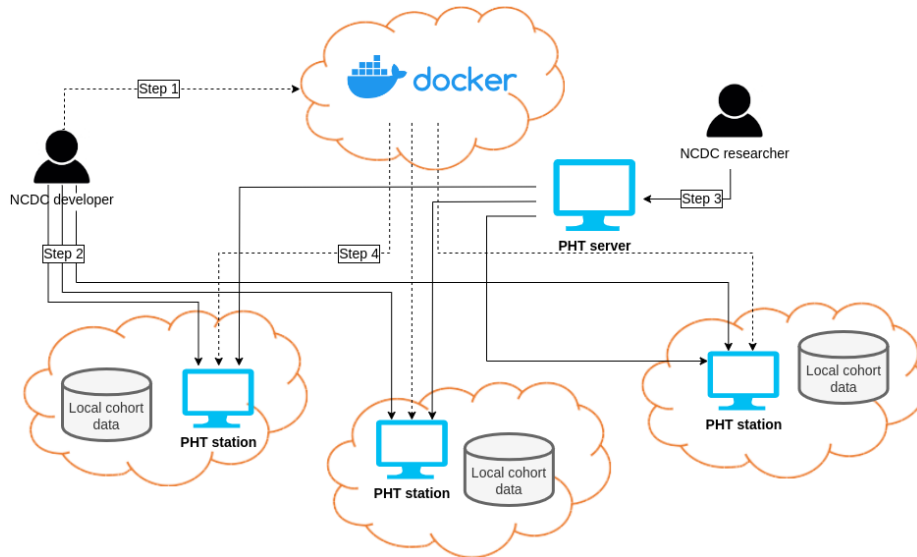 docker
Step 1
NCDC researcher
NCDC developer
Step 3
Step 2
Step 4
PHT server
Local cohort
data
PHT station
Local cohort
data
PHT station
Local cohort
data
PHT station